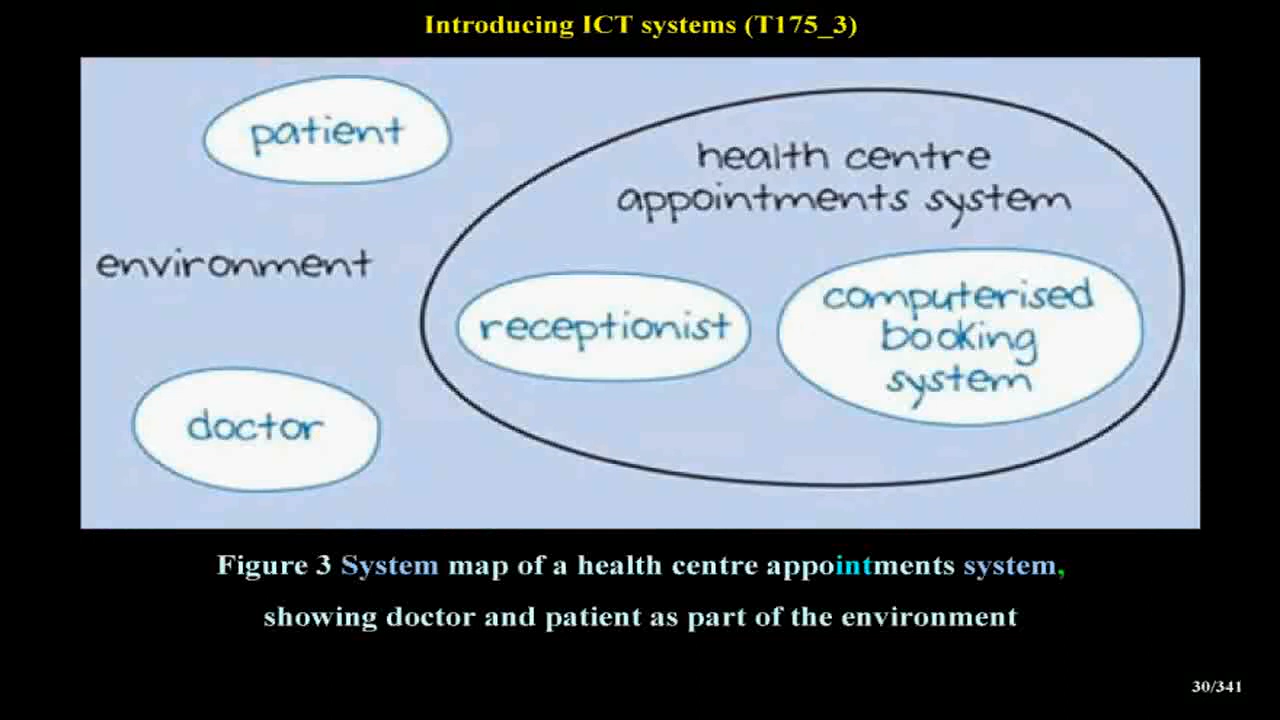 Introducing ICT systems (T175_3)
patient
health centre
appointments system
environment
receptionist
computerised
booking
system
doctor
Figure 3 System map of a health centre appointments system,
showing doctor and patient as part of the environment
30/341